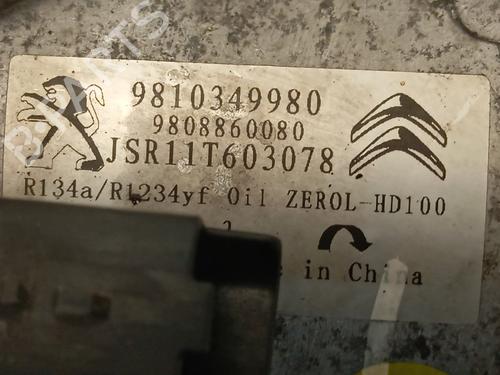 9810349980
9808860080
JSR11T603078
R134a/R1234yf Oil ZEROL-HD100
in China